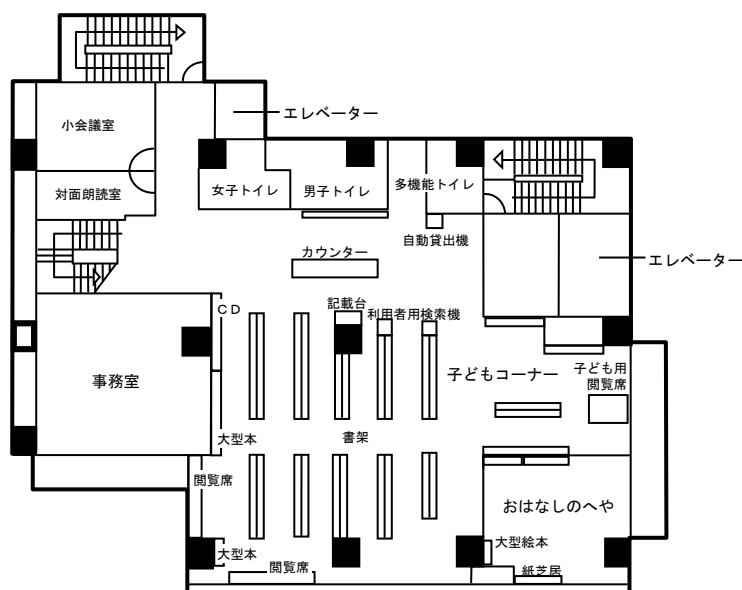 エレベーター
小会議室
対面朗読室
女子トイレ
男子トイレ
多機能トイレ
自動貸出機
カウンター
エレベーター
CD
記載台
利用者用検索機
事務室
子どもコーナー
子ども用
閲覧席
大型本
書架
閲覧席
おはなしのへや
大型本
大型絵本
閲覧席
紙芝居